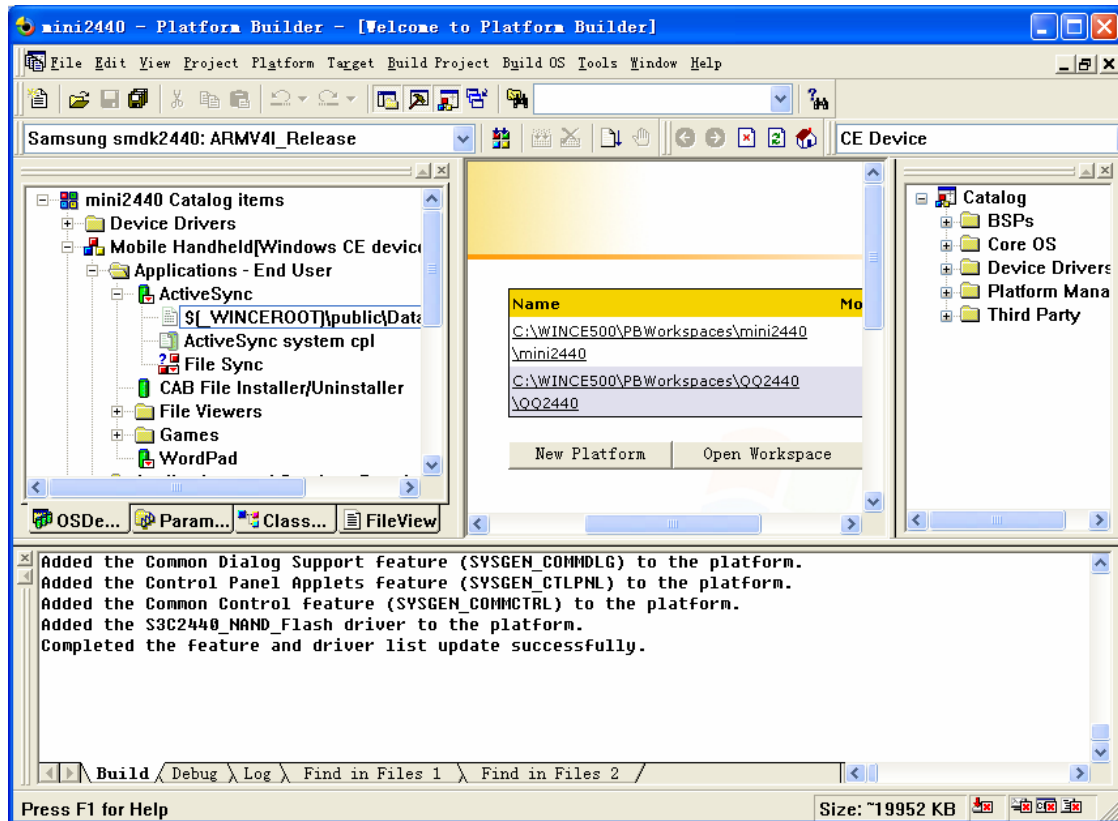 mini2440 - Platform Builder - [Welcome to Platform Builder]
File Edit View Project Platform Target Build Project Build OS Tools Window Help
Samsung smdk2440: ARMV4I_Release
CE Device
mini2440 Catalog items
Device Drivers
Mobile Handheld[Windows CE devic
Applications - End User
ActiveSync
$(_WINCEROOT)\public\Data
ActiveSync system cpl
File Sync
CAB File Installer/Uninstaller
File Viewers
Games
WordPad
OSDe... Param... Class... FileView
Name Mo
C:\WINCE500\PBWorkspaces\mini2440
\mini2440
C:\WINCE500\PBWorkspaces\QQ2440
\QQ2440
New Platform Open Workspace
Catalog
BSPs
Core OS
Device Drivers
Platform Mana
Third Party
Added the Common Dialog Support feature (SYSGEN_COMMDLG) to the platform.
Added the Control Panel Applets feature (SYSGEN_CTLPNL) to the platform.
Added the Common Control feature (SYSGEN_COMMCTRL) to the platform.
Added the S3C2440_NAND_Flash driver to the platform.
Completed the feature and driver list update successfully.
Build Debug Log Find in Files 1 Find in Files 2
Press F1 for Help
Size: ~19952 KB